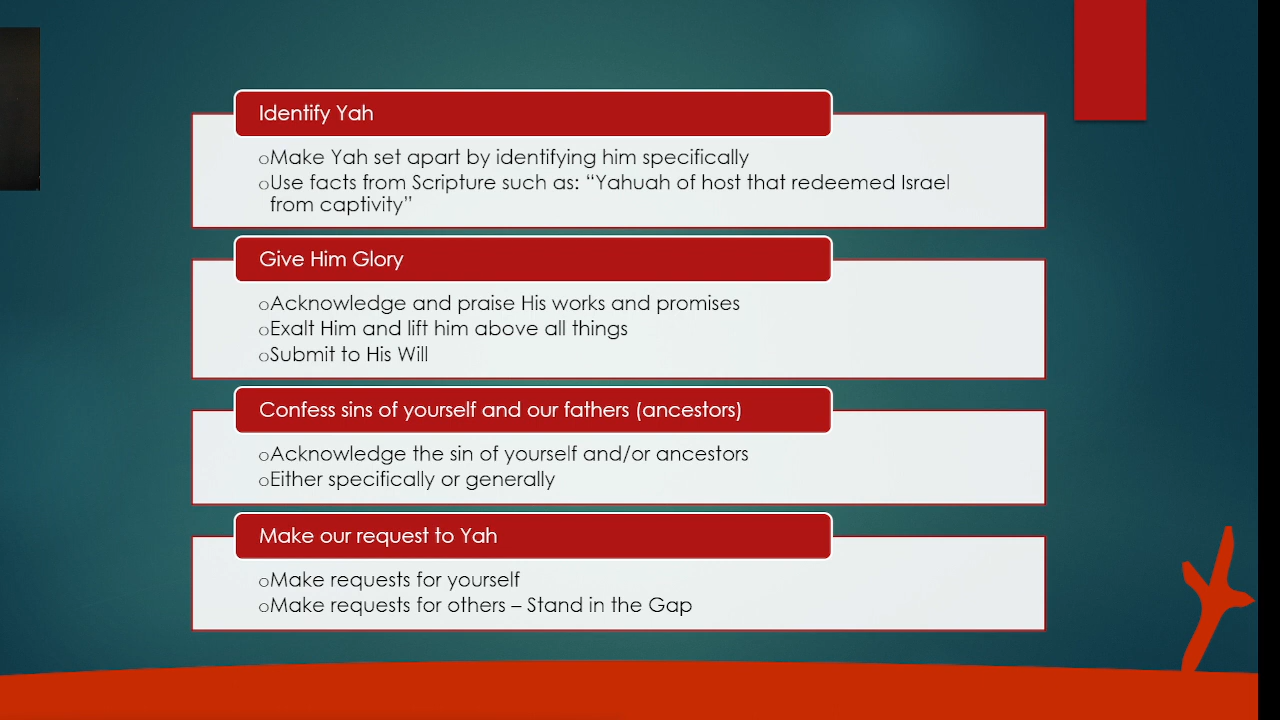 Identify Yah
oMake Yah set apart by identifying him specifically
oUse facts from Scripture such as: “Yahuah of host that redeemed Israel
from captivity”
Give Him Glory
oAcknowledge and praise His works and promises
oExalt Him and lift him above all things
oSubmit to His Will
Confess sins of yourself and our fathers (ancestors)
oAcknowledge the sin of yourself and/or ancestors
oEither specifically or generally
Make our request to Yah
oMake requests for yourself
oMake requests for others – Stand in the Gap